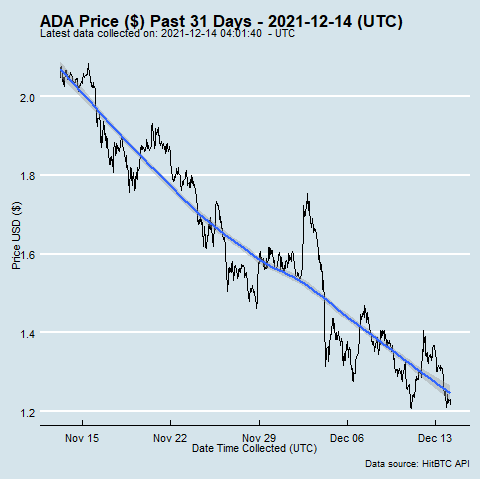 ADA Price ($) Past 31 Days - 2021-12-14 (UTC)
Latest data collected on: 2021-12-14 04:01:40  - UTC
Price USD ($)
2.0
1.8
1.6
1.4
1.2
Nov 15 Nov 22 Nov 29 Dec 06 Dec 13
Date Time Collected (UTC)
Data source: HitBTC API